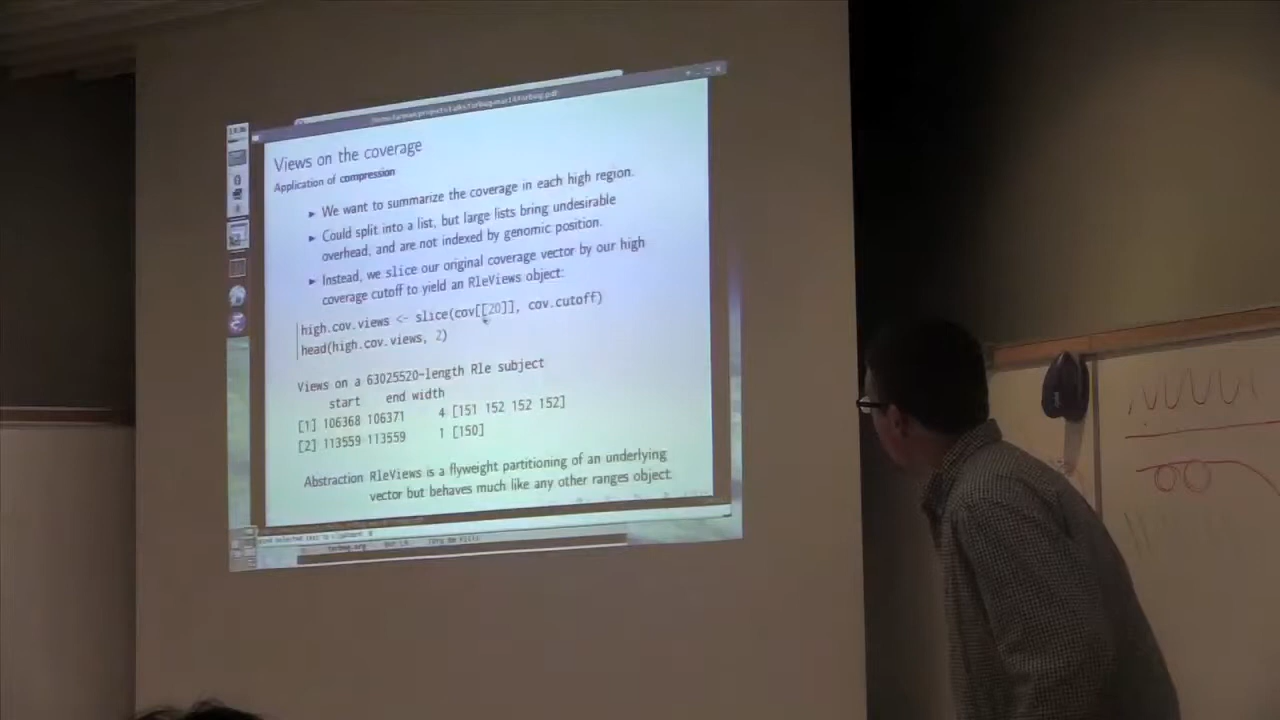 Views on the coverage
Application of compression
► We want to summarize the coverage in each high region.
► Could split into a list, but large lists bring undesirable
overhead, and are not indexed by genomic position.
► Instead, we slice our original coverage vector by our high
coverage cutoff to yield an RleViews object:
high.cov.views <- slice(cov[[20]], cov.cutoff)
head(high.cov.views, 2)
Views on a 63025520-length Rle subject
start end width
[1] 106368 106371 4 [151 152 152 152]
[2] 113559 113559 1 [150]
Abstraction RleViews is a flyweight partitioning of an underlying
vector but behaves much like any other ranges object.